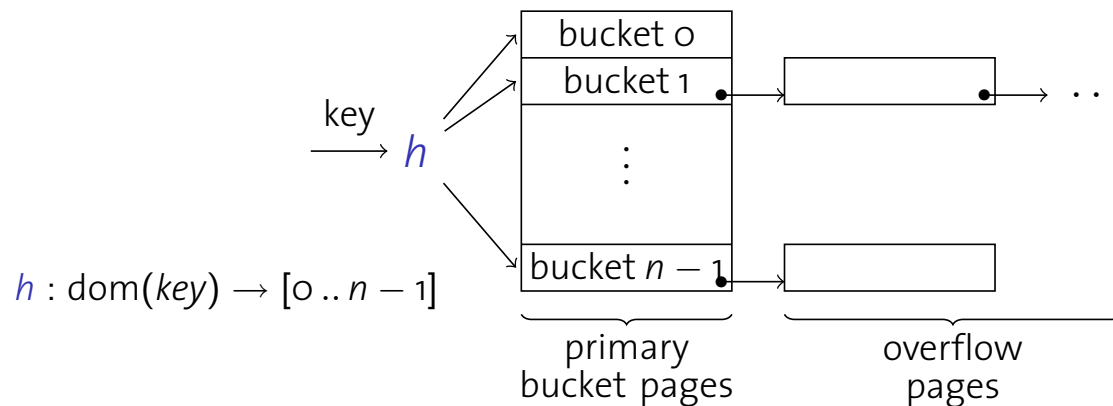 bucket 0
bucket 1
key
h
⋮
bucket n − 1
h : dom(key) → [0 .. n − 1]
primary
bucket pages
overflow
pages